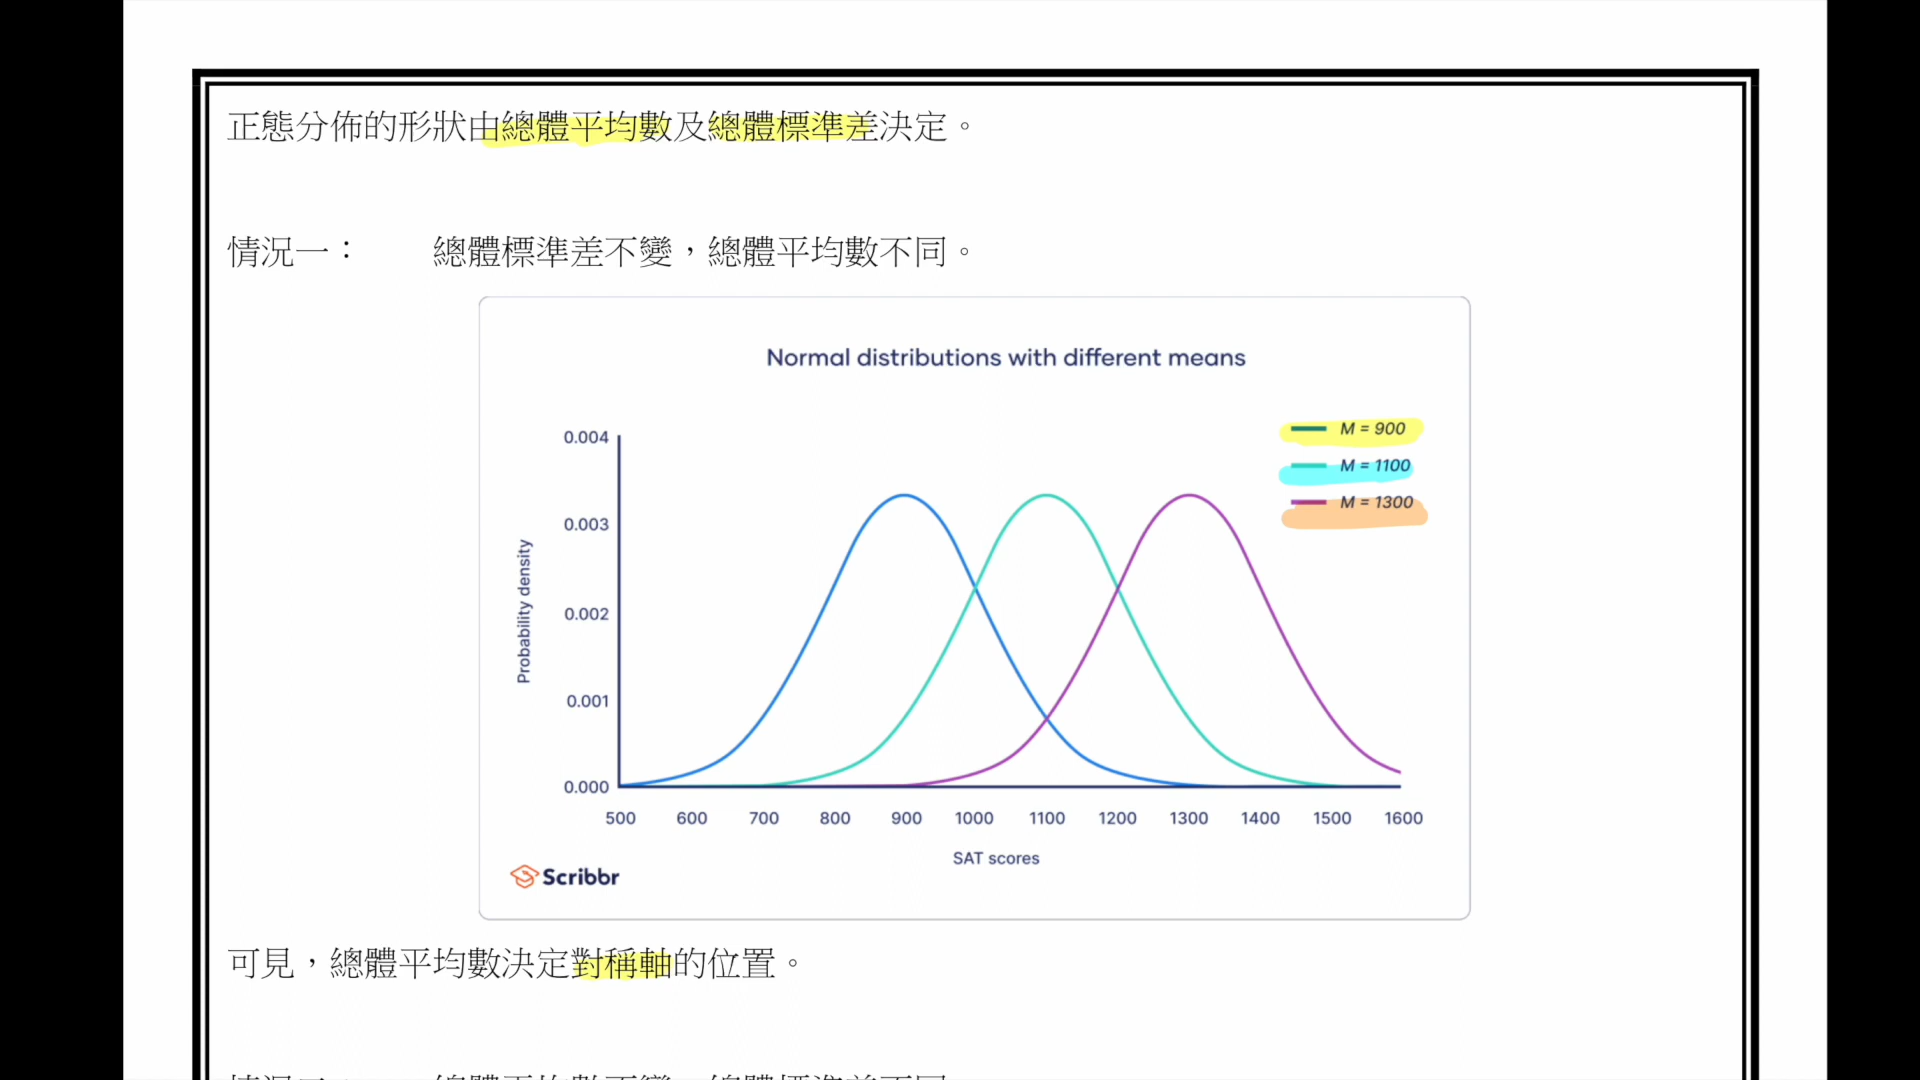 正態分佈的形狀由總體平均數及總體標準差決定。
情況一： 總體標準差不變，總體平均數不同。
Normal distributions with different means
M = 900
M = 1100
M = 1300
0.004
0.003
0.002
0.001
0.000
Probability density
500 600 700 800 900 1000 1100 1200 1300 1400 1500 1600
SAT scores
Scribbr
可見，總體平均數決定對稱軸的位置。